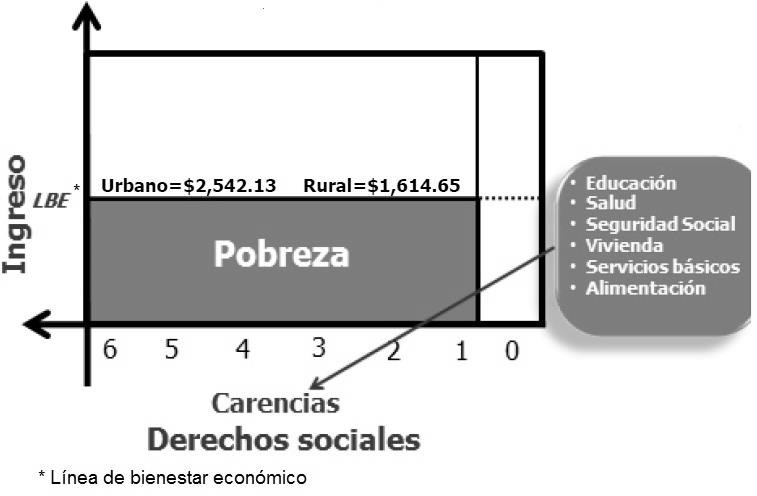 Ingreso
LBE *
Urbano=$2,542.13 Rural=$1,614.65
Pobreza
• Educación
• Salud
• Seguridad Social
• Vivienda
• Servicios básicos
• Alimentación
6 5 4 3 2 1 0
Carencias
Derechos sociales
* Línea de bienestar económico